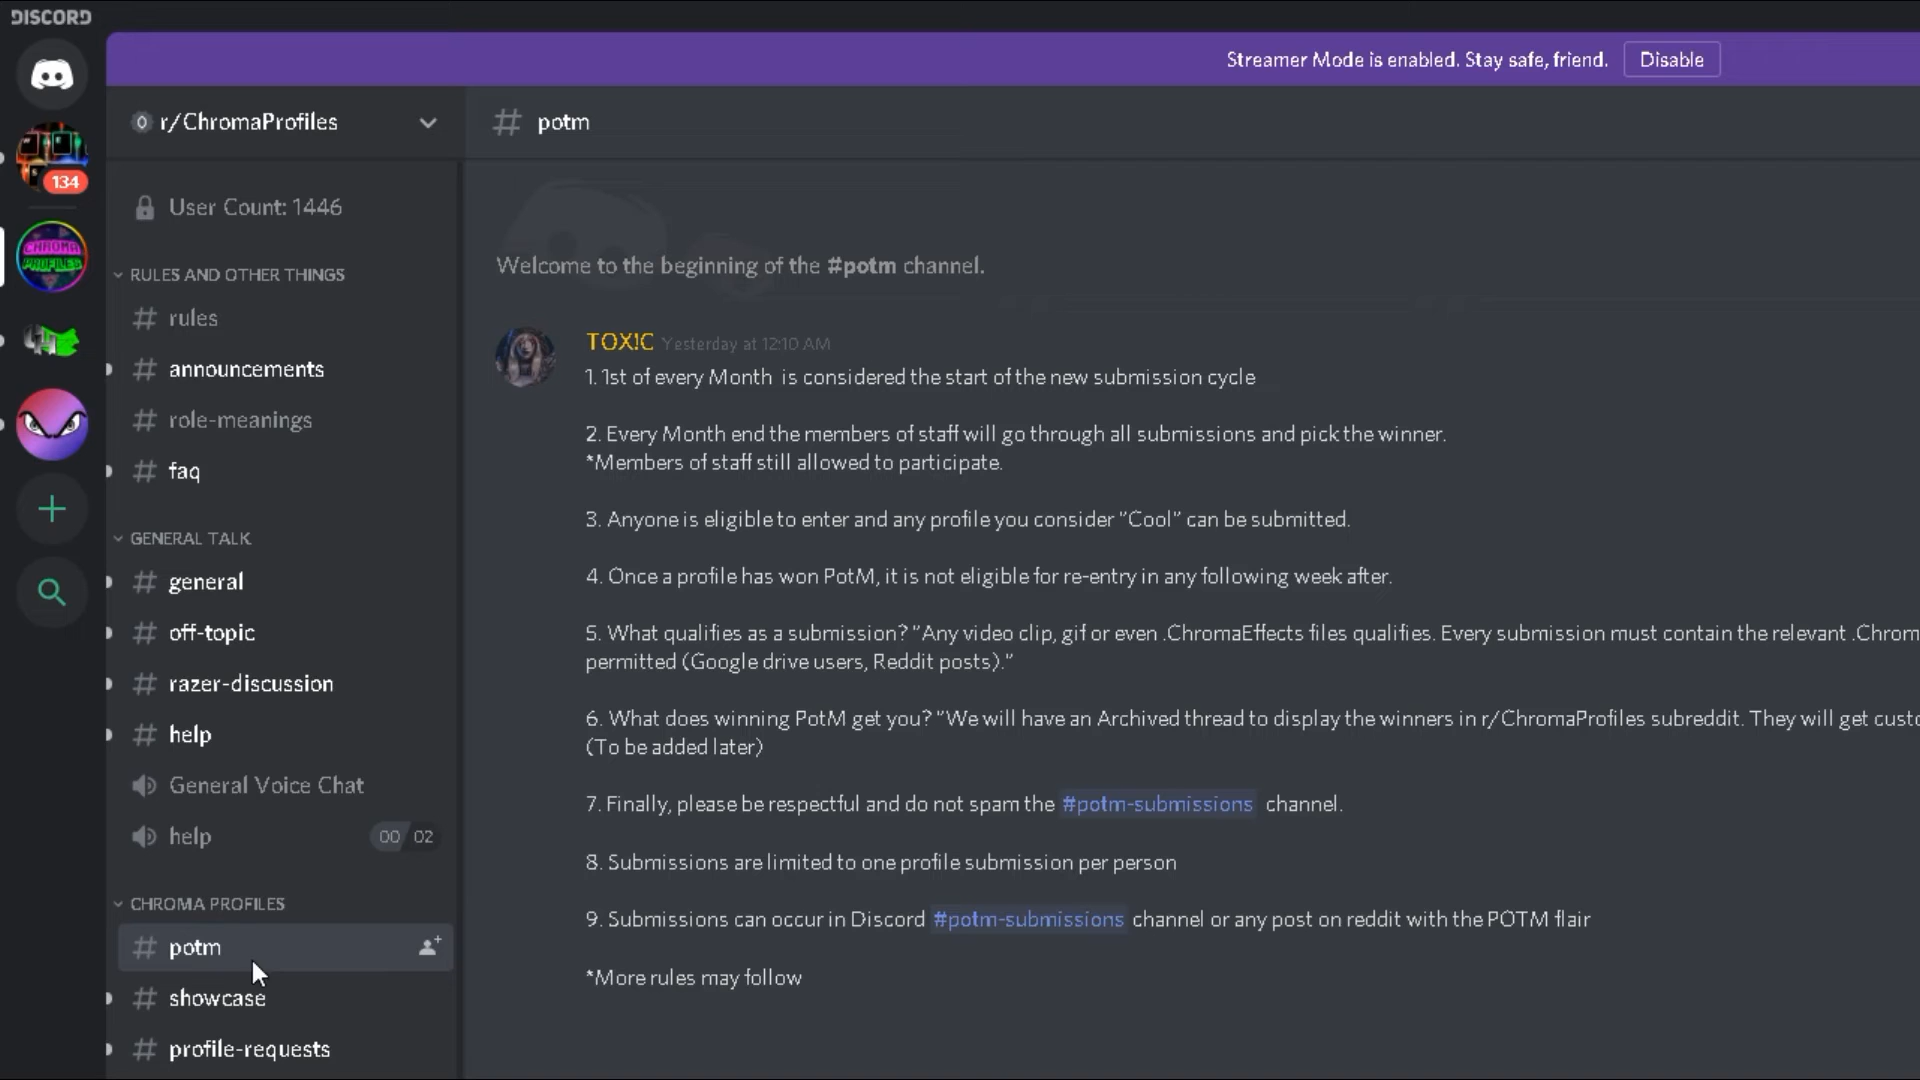 DISCORD
Streamer Mode is enabled. Stay safe, friend.
Disable
r/ChromaProfiles
# potm
134
CHROMA PROFILES
User Count: 1446
RULES AND OTHER THINGS
# rules
# announcements
# role-meanings
# faq
GENERAL TALK
# general
# off-topic
# razer-discussion
# help
General Voice Chat
help 00 02
CHROMA PROFILES
# potm
# showcase
# profile-requests
Welcome to the beginning of the #potm channel.
TOX!C Yesterday at 12:10 AM
1. 1st of every Month is considered the start of the new submission cycle
2. Every Month end the members of staff will go through all submissions and pick the winner.
*Members of staff still allowed to participate.
3. Anyone is eligible to enter and any profile you consider "Cool" can be submitted.
4. Once a profile has won PotM, it is not eligible for re-entry in any following week after.
5. What qualifies as a submission? "Any video clip, gif or even .ChromaEffects files qualifies. Every submission must contain the relevant .Chrom
permitted (Google drive users, Reddit posts)."
6. What does winning PotM get you? "We will have an Archived thread to display the winners in r/ChromaProfiles subreddit. They will get custo
(To be added later)
7. Finally, please be respectful and do not spam the #potm-submissions channel.
8. Submissions are limited to one profile submission per person
9. Submissions can occur in Discord #potm-submissions channel or any post on reddit with the POTM flair
*More rules may follow